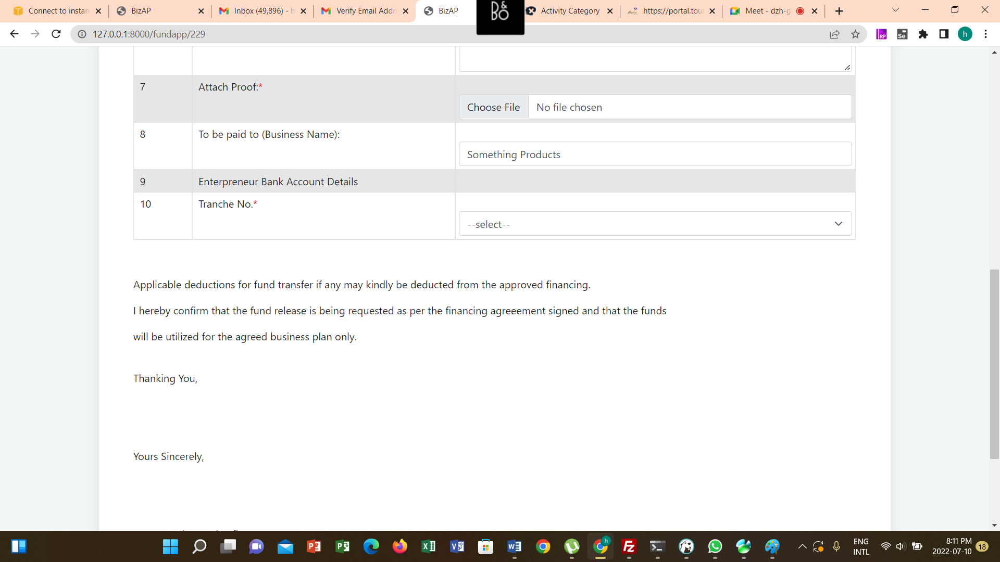 Connect to instan
BizAP
Inbox (49,896) - h
Verify Email Addr
BizAP
B&O
Activity Category
https://portal.tou
Meet - dzh-g
127.0.0.1:8000/fundapp/229
RP
Se
h
7
Attach Proof:*
Choose File
No file chosen
8
To be paid to (Business Name):
Something Products
9
Enterpreneur Bank Account Details
10
Tranche No.*
--select--
Applicable deductions for fund transfer if any may kindly be deducted from the approved financing.
I hereby confirm that the fund release is being requested as per the financing agreeement signed and that the funds
will be utilized for the agreed business plan only.
Thanking You,
Yours Sincerely,
h
ENG
INTL
8:11 PM
2022-07-10
18